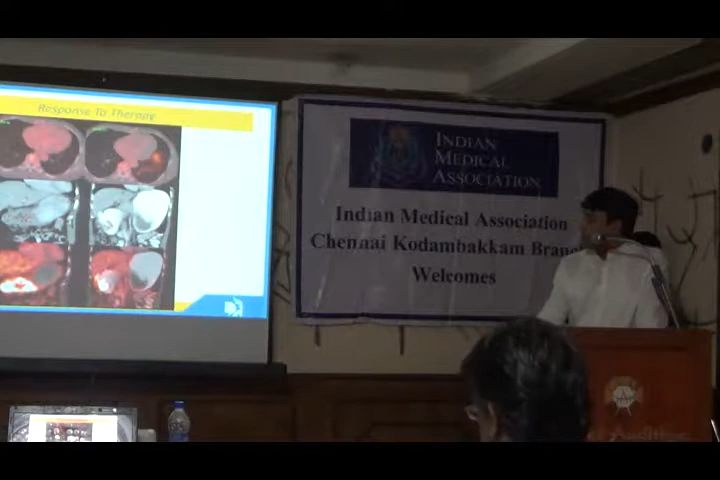 Response To Therapy
INDIAN
MEDICAL
ASSOCIATION
Indian Medical Association
Chennai Kodambakkam Branch
Welcomes